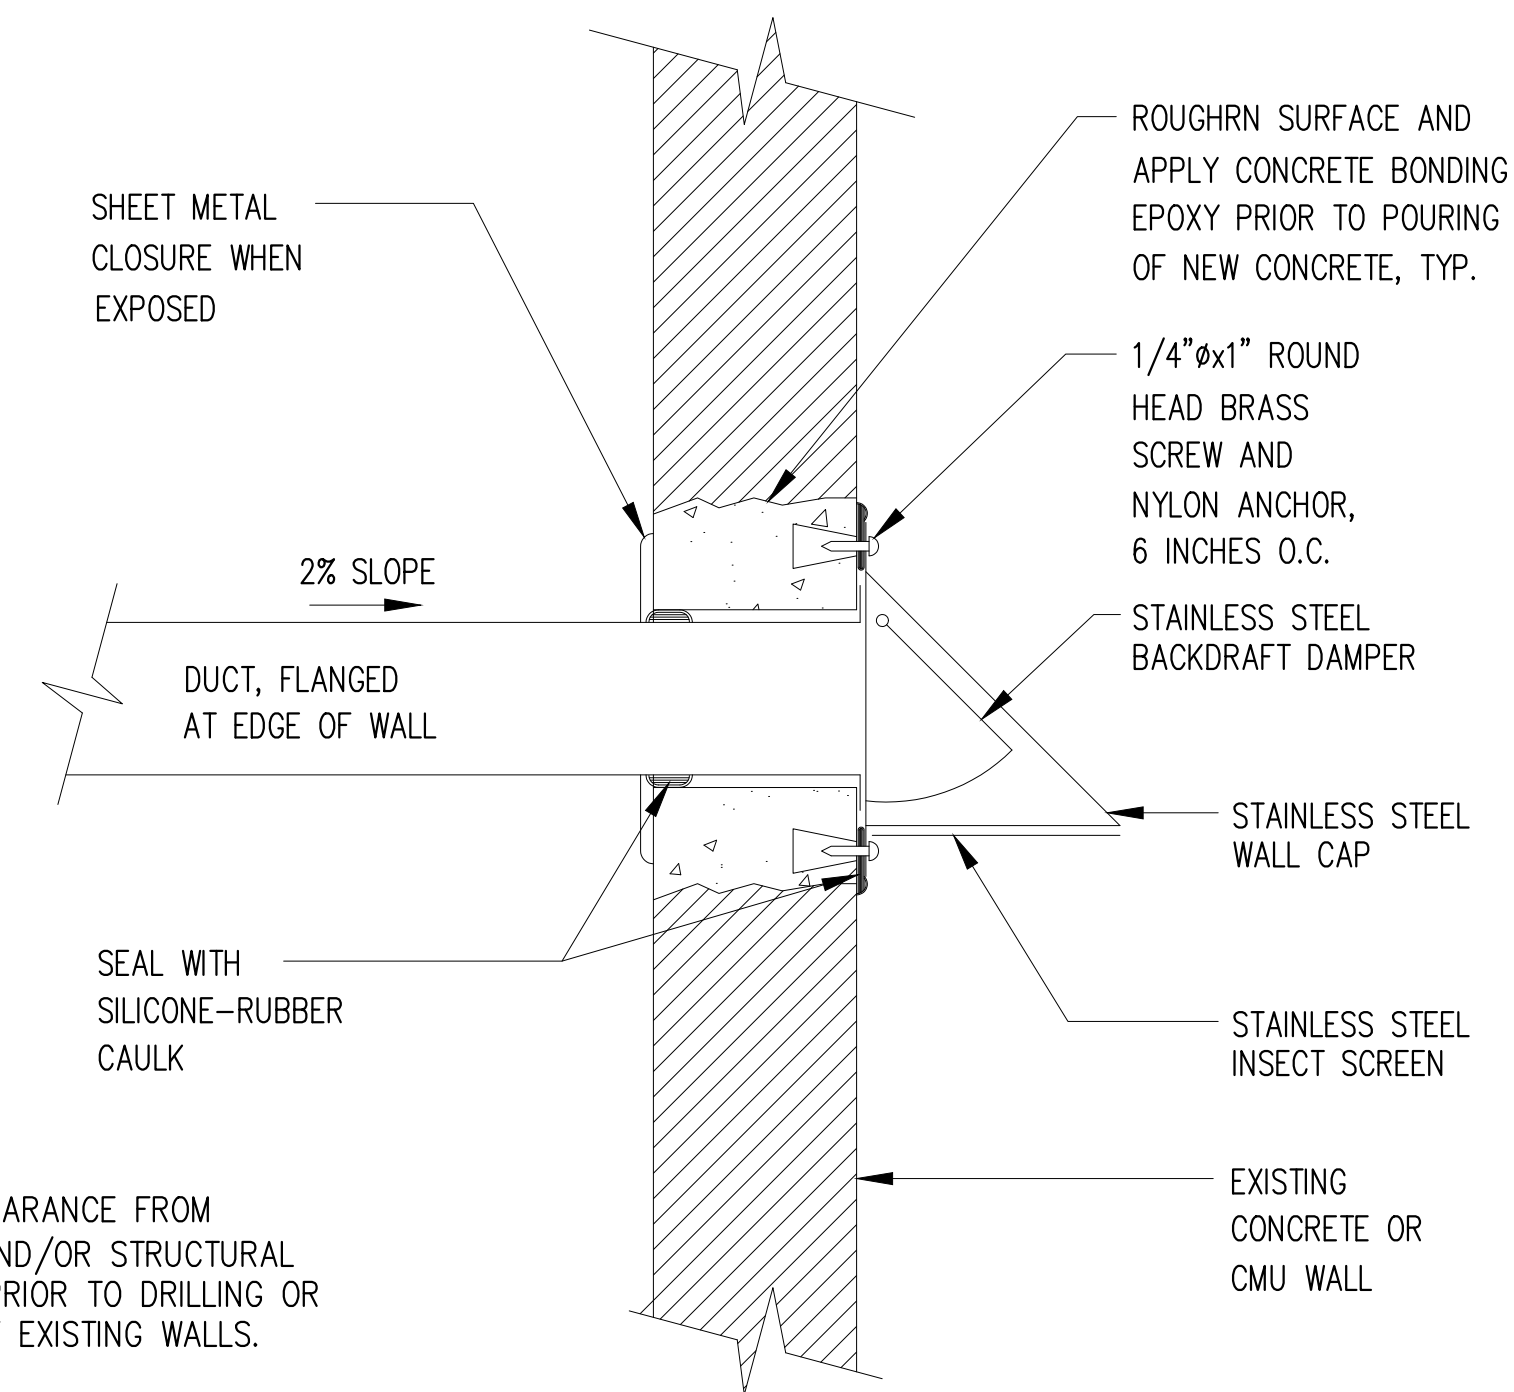 SHEET METAL
CLOSURE WHEN
EXPOSED
ROUGHRN SURFACE AND
APPLY CONCRETE BONDING
EPOXY PRIOR TO POURING
OF NEW CONCRETE, TYP.
1/4"øx1" ROUND
HEAD BRASS
SCREW AND
NYLON ANCHOR,
6 INCHES O.C.
2% SLOPE
DUCT, FLANGED
AT EDGE OF WALL
STAINLESS STEEL
BACKDRAFT DAMPER
STAINLESS STEEL
WALL CAP
SEAL WITH
SILICONE-RUBBER
CAULK
STAINLESS STEEL
INSECT SCREEN
EXISTING
CONCRETE OR
CMU WALL
ARANCE FROM
ND/OR STRUCTURAL
PRIOR TO DRILLING OR
EXISTING WALLS.